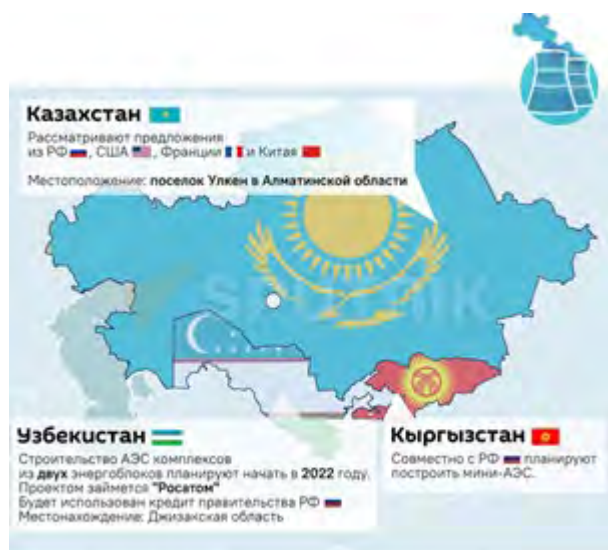 Казахстан
Рассматривают предложения
из РФ, США, Франции и Китая
Местоположение: поселок Улкен в Алматинской области
SPUTNIK
Узбекистан
Строительство АЭС комплексов
из двух энергоблоков планируют начать в 2022 году.
Проектом займется "Росатом"
Будет использован кредит правительства РФ
Местонахождение: Джизакская область
Кыргызстан
Совместно с РФ планируют
построить мини-АЭС.